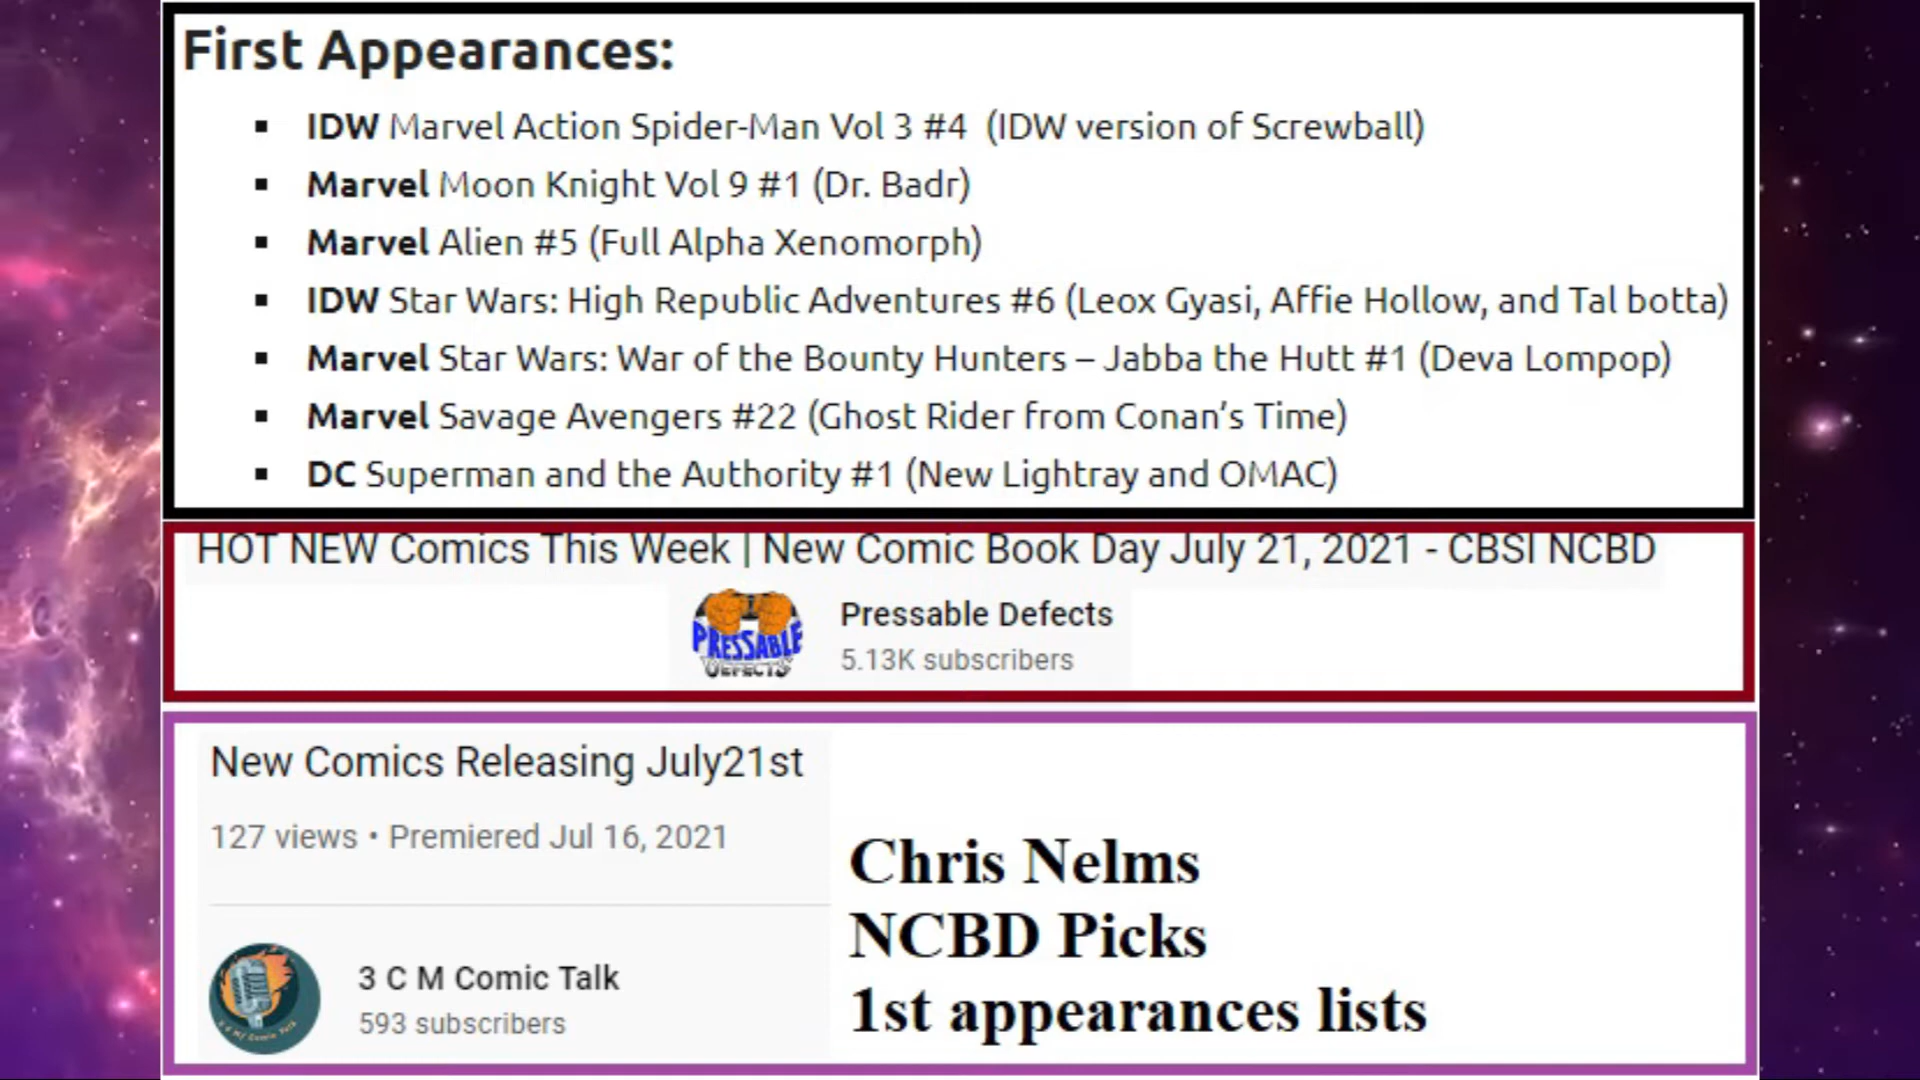 First Appearances:
▪ IDW Marvel Action Spider-Man Vol 3 #4 (IDW version of Screwball)
▪ Marvel Moon Knight Vol 9 #1 (Dr. Badr)
▪ Marvel Alien #5 (Full Alpha Xenomorph)
▪ IDW Star Wars: High Republic Adventures #6 (Leox Gyasi, Affie Hollow, and Tal botta)
▪ Marvel Star Wars: War of the Bounty Hunters – Jabba the Hutt #1 (Deva Lompop)
▪ Marvel Savage Avengers #22 (Ghost Rider from Conan’s Time)
▪ DC Superman and the Authority #1 (New Lightray and OMAC)
HOT NEW Comics This Week | New Comic Book Day July 21, 2021 - CBSI NCBD
PRESSABLE
DEFECTS
Pressable Defects
5.13K subscribers
New Comics Releasing July21st
127 views • Premiered Jul 16, 2021
3 C M Comic Talk
593 subscribers
Chris Nelms
NCBD Picks
1st appearances lists